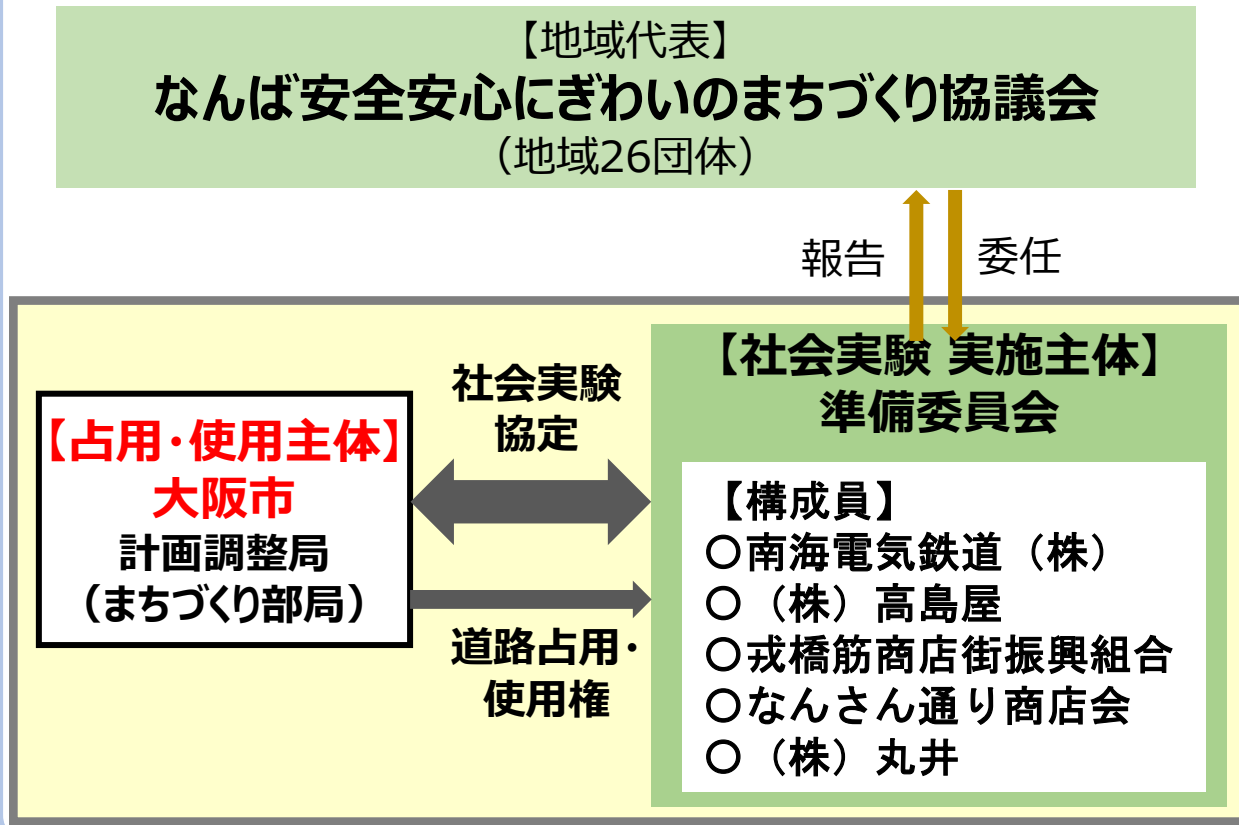 【地域代表】
なんば安全安心にぎわいのまちづくり協議会
（地域26団体）
報告
委任
【占用･使用主体】
大阪市
計画調整局
（まちづくり部局）
社会実験
協定
道路占用･
使用権
【社会実験 実施主体】
準備委員会
【構成員】
○南海電気鉄道（株）
○（株）高島屋
○戎橋筋商店街振興組合
○なんさん通り商店会
○（株）丸井